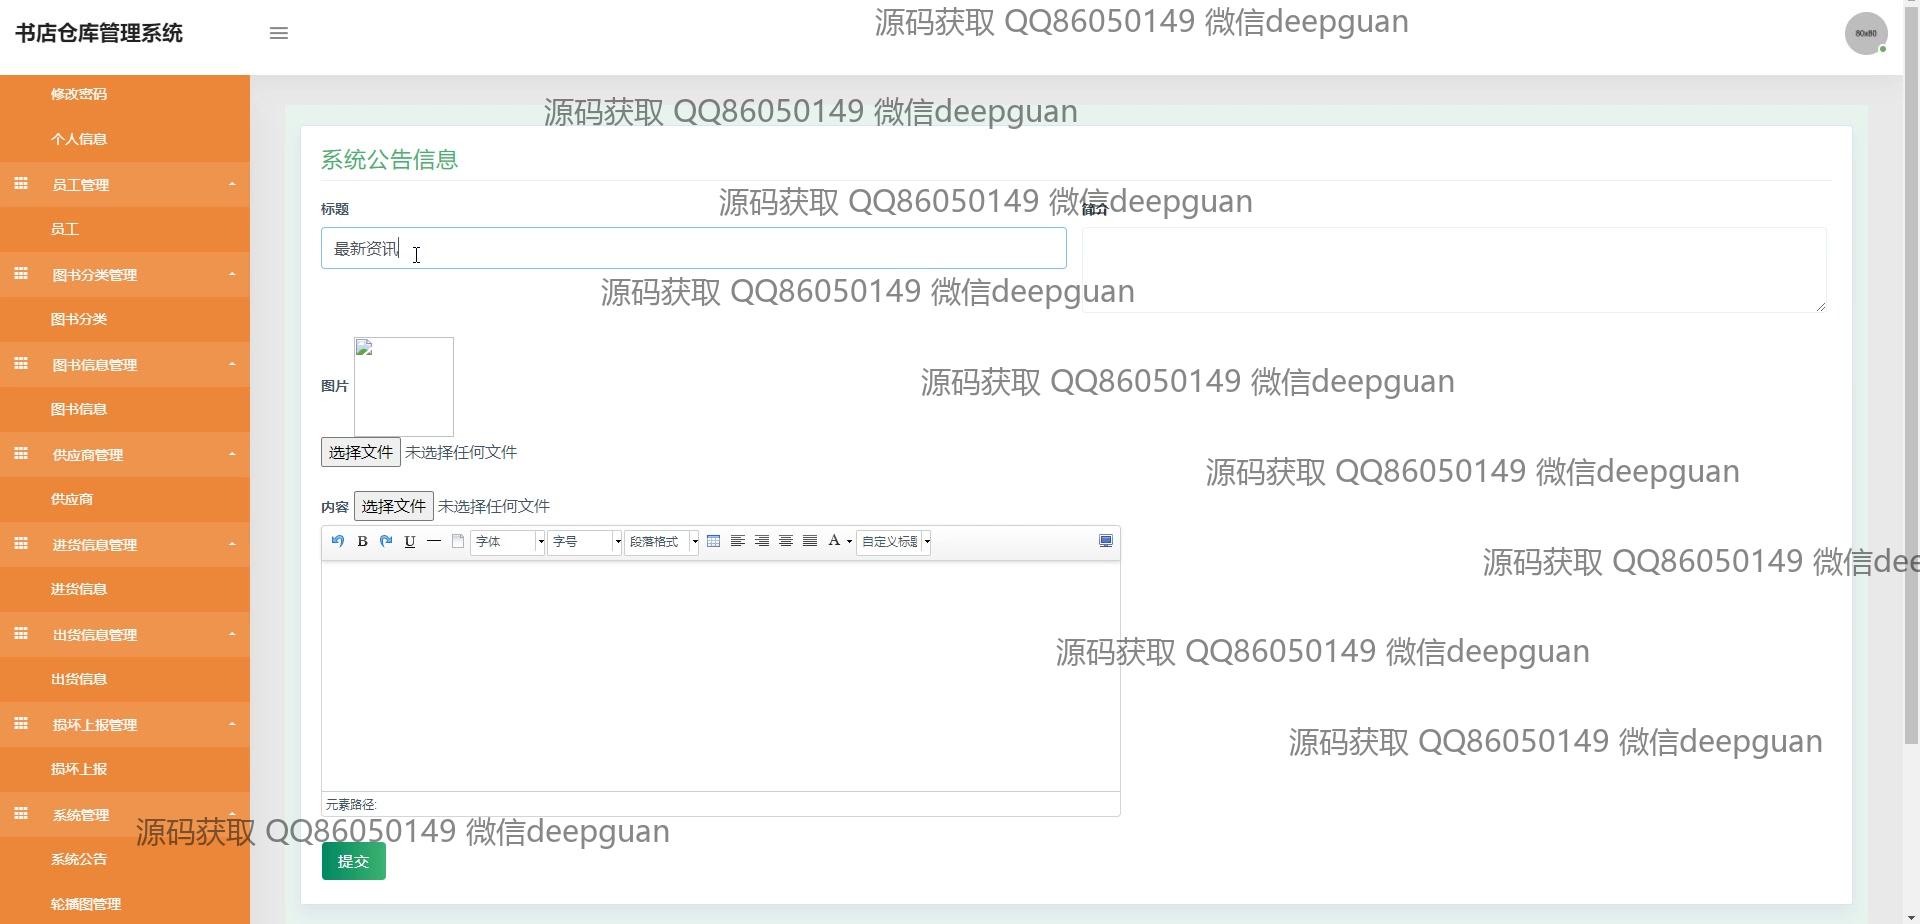 书店仓库管理系统
源码获取 QQ86050149 微信deepguan
80x80
修改密码
源码获取 QQ86050149 微信deepguan
个人信息
系统公告信息
员工管理
源码获取 QQ86050149 微信deepguan
标题
简介
员工
最新资讯
图书分类管理
源码获取 QQ86050149 微信deepguan
图书分类
图书信息管理
图片
源码获取 QQ86050149 微信deepguan
图书信息
供应商管理
选择文件 未选择任何文件
源码获取 QQ86050149 微信deepguan
供应商
内容 选择文件 未选择任何文件
进货信息管理
B U 字体 字号 段落格式 A 自定义标题
源码获取 QQ86050149 微信dee
进货信息
出货信息管理
源码获取 QQ86050149 微信deepguan
出货信息
损坏上报管理
源码获取 QQ86050149 微信deepguan
损坏上报
元素路径:
系统管理
源码获取 QQ86050149 微信deepguan
系统公告
提交
轮播图管理